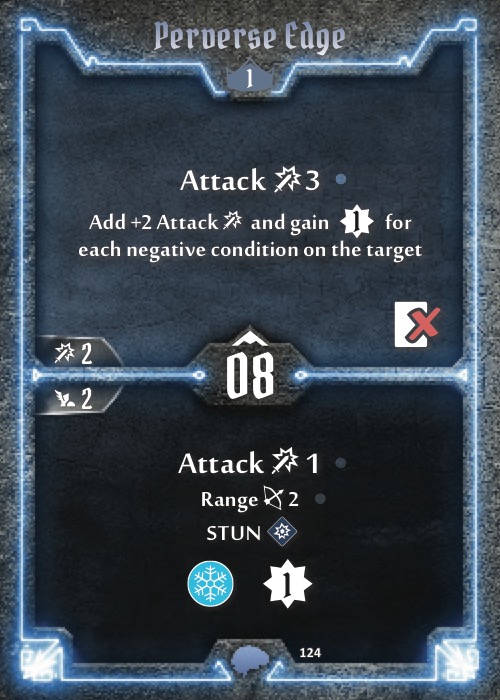 Perverse Edge
1
Attack 3
Add +2 Attack and gain 1 for
each negative condition on the target
2
08
2
Attack 1
Range 2
STUN
1
124